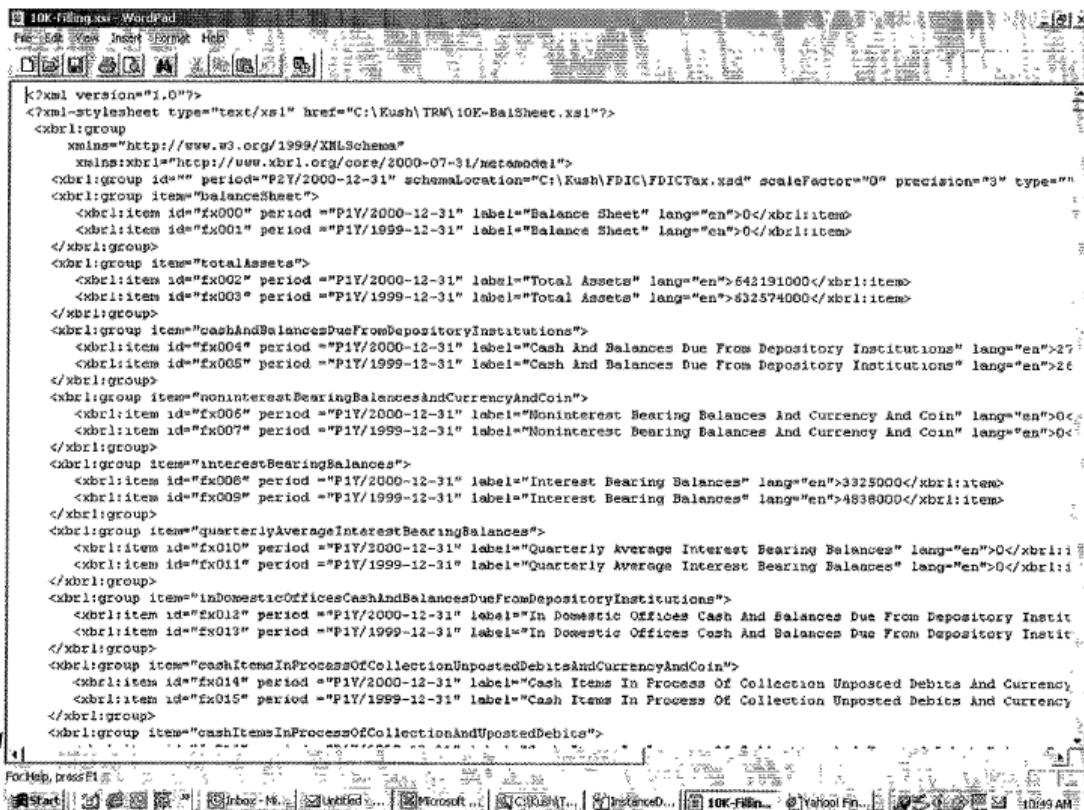 10K-Filling.xsi - WordPad
File Edit View Insert Format Help
<?xml version="1.0"?>
<?xml-stylesheet type="text/xsl" href="C:\Kush\TRW\10K-BalSheet.xsl"?>
<xbrl:group
xmlns="http://www.w3.org/1999/XMLSchema"
xmlns:xbrl="http://www.xbrl.org/core/2000-07-31/metamodel">
<xbrl:group id="" period="P2Y/2000-12-31" schemaLocation="C:\Kush\FDIC\FDICTax.xsd" scaleFactor="0" precision="9" type=""
<xbrl:group item="balanceSheet">
<xbrl:item id="fx000" period ="P1Y/2000-12-31" label="Balance Sheet" lang="en">0</xbrl:item>
<xbrl:item id="fx001" period ="P1Y/1999-12-31" label="Balance Sheet" lang="en">0</xbrl:item>
</xbrl:group>
<xbrl:group item="totalAssets">
<xbrl:item id="fx002" period ="P1Y/2000-12-31" label="Total Assets" lang="en">642191000</xbrl:item>
<xbrl:item id="fx003" period ="P1Y/1999-12-31" label="Total Assets" lang="en">632574000</xbrl:item>
</xbrl:group>
<xbrl:group item="cashAndBalancesDueFromDepositoryInstitutions">
<xbrl:item id="fx004" period ="P1Y/2000-12-31" label="Cash And Balances Due From Depository Institutions" lang="en">27
<xbrl:item id="fx005" period ="P1Y/1999-12-31" label="Cash And Balances Due From Depository Institutions" lang="en">26
</xbrl:group>
<xbrl:group item="noninterestBearingBalancesAndCurrencyAndCoin">
<xbrl:item id="fx006" period ="P1Y/2000-12-31" label="Noninterest Bearing Balances And Currency And Coin" lang="en">0<
<xbrl:item id="fx007" period ="P1Y/1999-12-31" label="Noninterest Bearing Balances And Currency And Coin" lang="en">0<
</xbrl:group>
<xbrl:group item="interestBearingBalances">
<xbrl:item id="fx008" period ="P1Y/2000-12-31" label="Interest Bearing Balances" lang="en">3325000</xbrl:item>
<xbrl:item id="fx009" period ="P1Y/1999-12-31" label="Interest Bearing Balances" lang="en">4838000</xbrl:item>
</xbrl:group>
<xbrl:group item="quarterlyAverageInterestBearingBalances">
<xbrl:item id="fx010" period ="P1Y/2000-12-31" label="Quarterly Average Interest Bearing Balances" lang="en">0</xbrl:i
<xbrl:item id="fx011" period ="P1Y/1999-12-31" label="Quarterly Average Interest Bearing Balances" lang="en">0</xbrl:i
</xbrl:group>
<xbrl:group item="inDomesticOfficesCashAndBalancesDueFromDepositoryInstitutions">
<xbrl:item id="fx012" period ="P1Y/2000-12-31" label="In Domestic Offices Cash And Balances Due From Depository Instit
<xbrl:item id="fx013" period ="P1Y/1999-12-31" label="In Domestic Offices Cash And Balances Due From Depository Instit
</xbrl:group>
<xbrl:group item="cashItemsInProcessOfCollectionUnpostedDebitsAndCurrencyAndCoin">
<xbrl:item id="fx014" period ="P1Y/2000-12-31" label="Cash Items In Process Of Collection Unposted Debits And Currency
<xbrl:item id="fx015" period ="P1Y/1999-12-31" label="Cash Items In Process Of Collection Unposted Debits And Currency
</xbrl:group>
<xbrl:group item="cashItemsInProcessOfCollectionAndUpostedDebits">
For Help, press F1
Start Inbox - Mi... Untitled ... Microsoft ... C:\Kush\T... InstanceD... 10K-Fillin... Yahoo! Fin... 10:49 AM